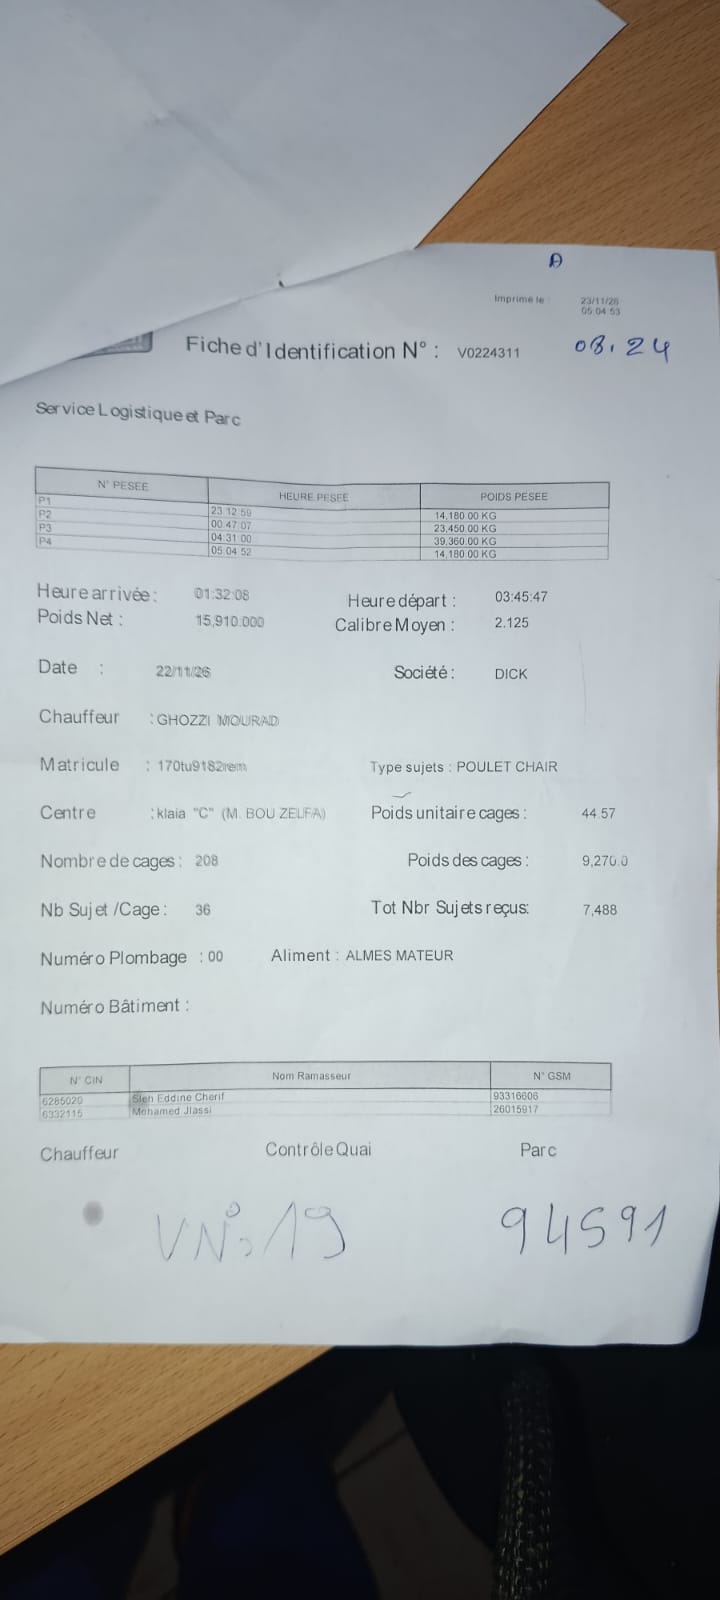 A
Imprimé le : 23/11/26
05:04:53
Fiche d'Identification N° : V0224311 08.24
Service Logistique et Parc
N° PESEE HEURE PESEE POIDS PESEE
P1 23:12:59 14,180.00 KG
P2 00:47:07 23,450.00 KG
P3 04:31:00 39,360.00 KG
P4 05:04:52 14,180.00 KG
Heure arrivée : 01:32:08 Heure départ : 03:45:47
Poids Net : 15,910.000 Calibre Moyen : 2.125
Date : 22/11/26 Société : DICK
Chauffeur : GHOZZI MOURAD
Matricule : 170tu9182rem Type sujets : POULET CHAIR
Centre : klaia "C" (M. BOU ZELFA) Poids unitaire cages : 44.57
Nombre de cages : 208 Poids des cages : 9,270.0
Nb Sujet /Cage : 36 Tot Nbr Sujets reçus: 7,488
Numéro Plombage : 00 Aliment : ALMES MATEUR
Numéro Bâtiment :
N° CIN Nom Ramasseur N° GSM
6285020 Slen Eddine Cherif 93316606
6332115 Mohamed Jlassi 26015917
Chauffeur Contrôle Quai Parc
VN° 19 94591